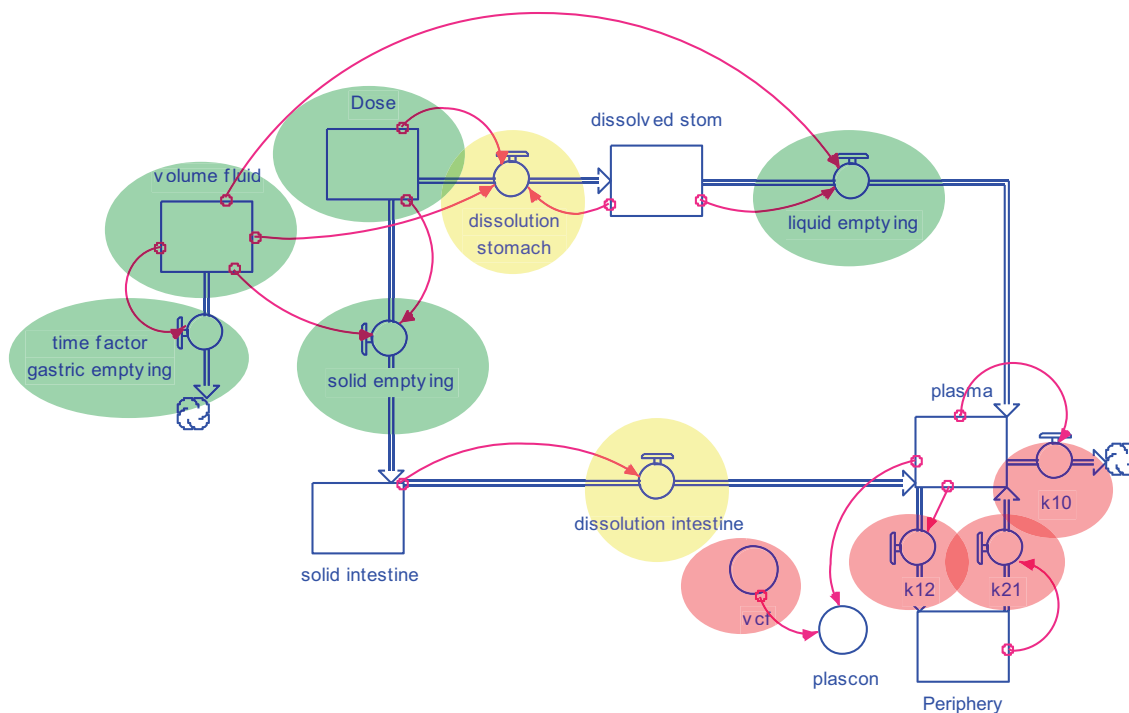 Dose
dissolved stom
volume fluid
dissolution
stomach
liquid emptying
time factor
gastric emptying
solid emptying
plasma
k10
dissolution intestine
solid intestine
k12
k21
vcf
plascon
Periphery